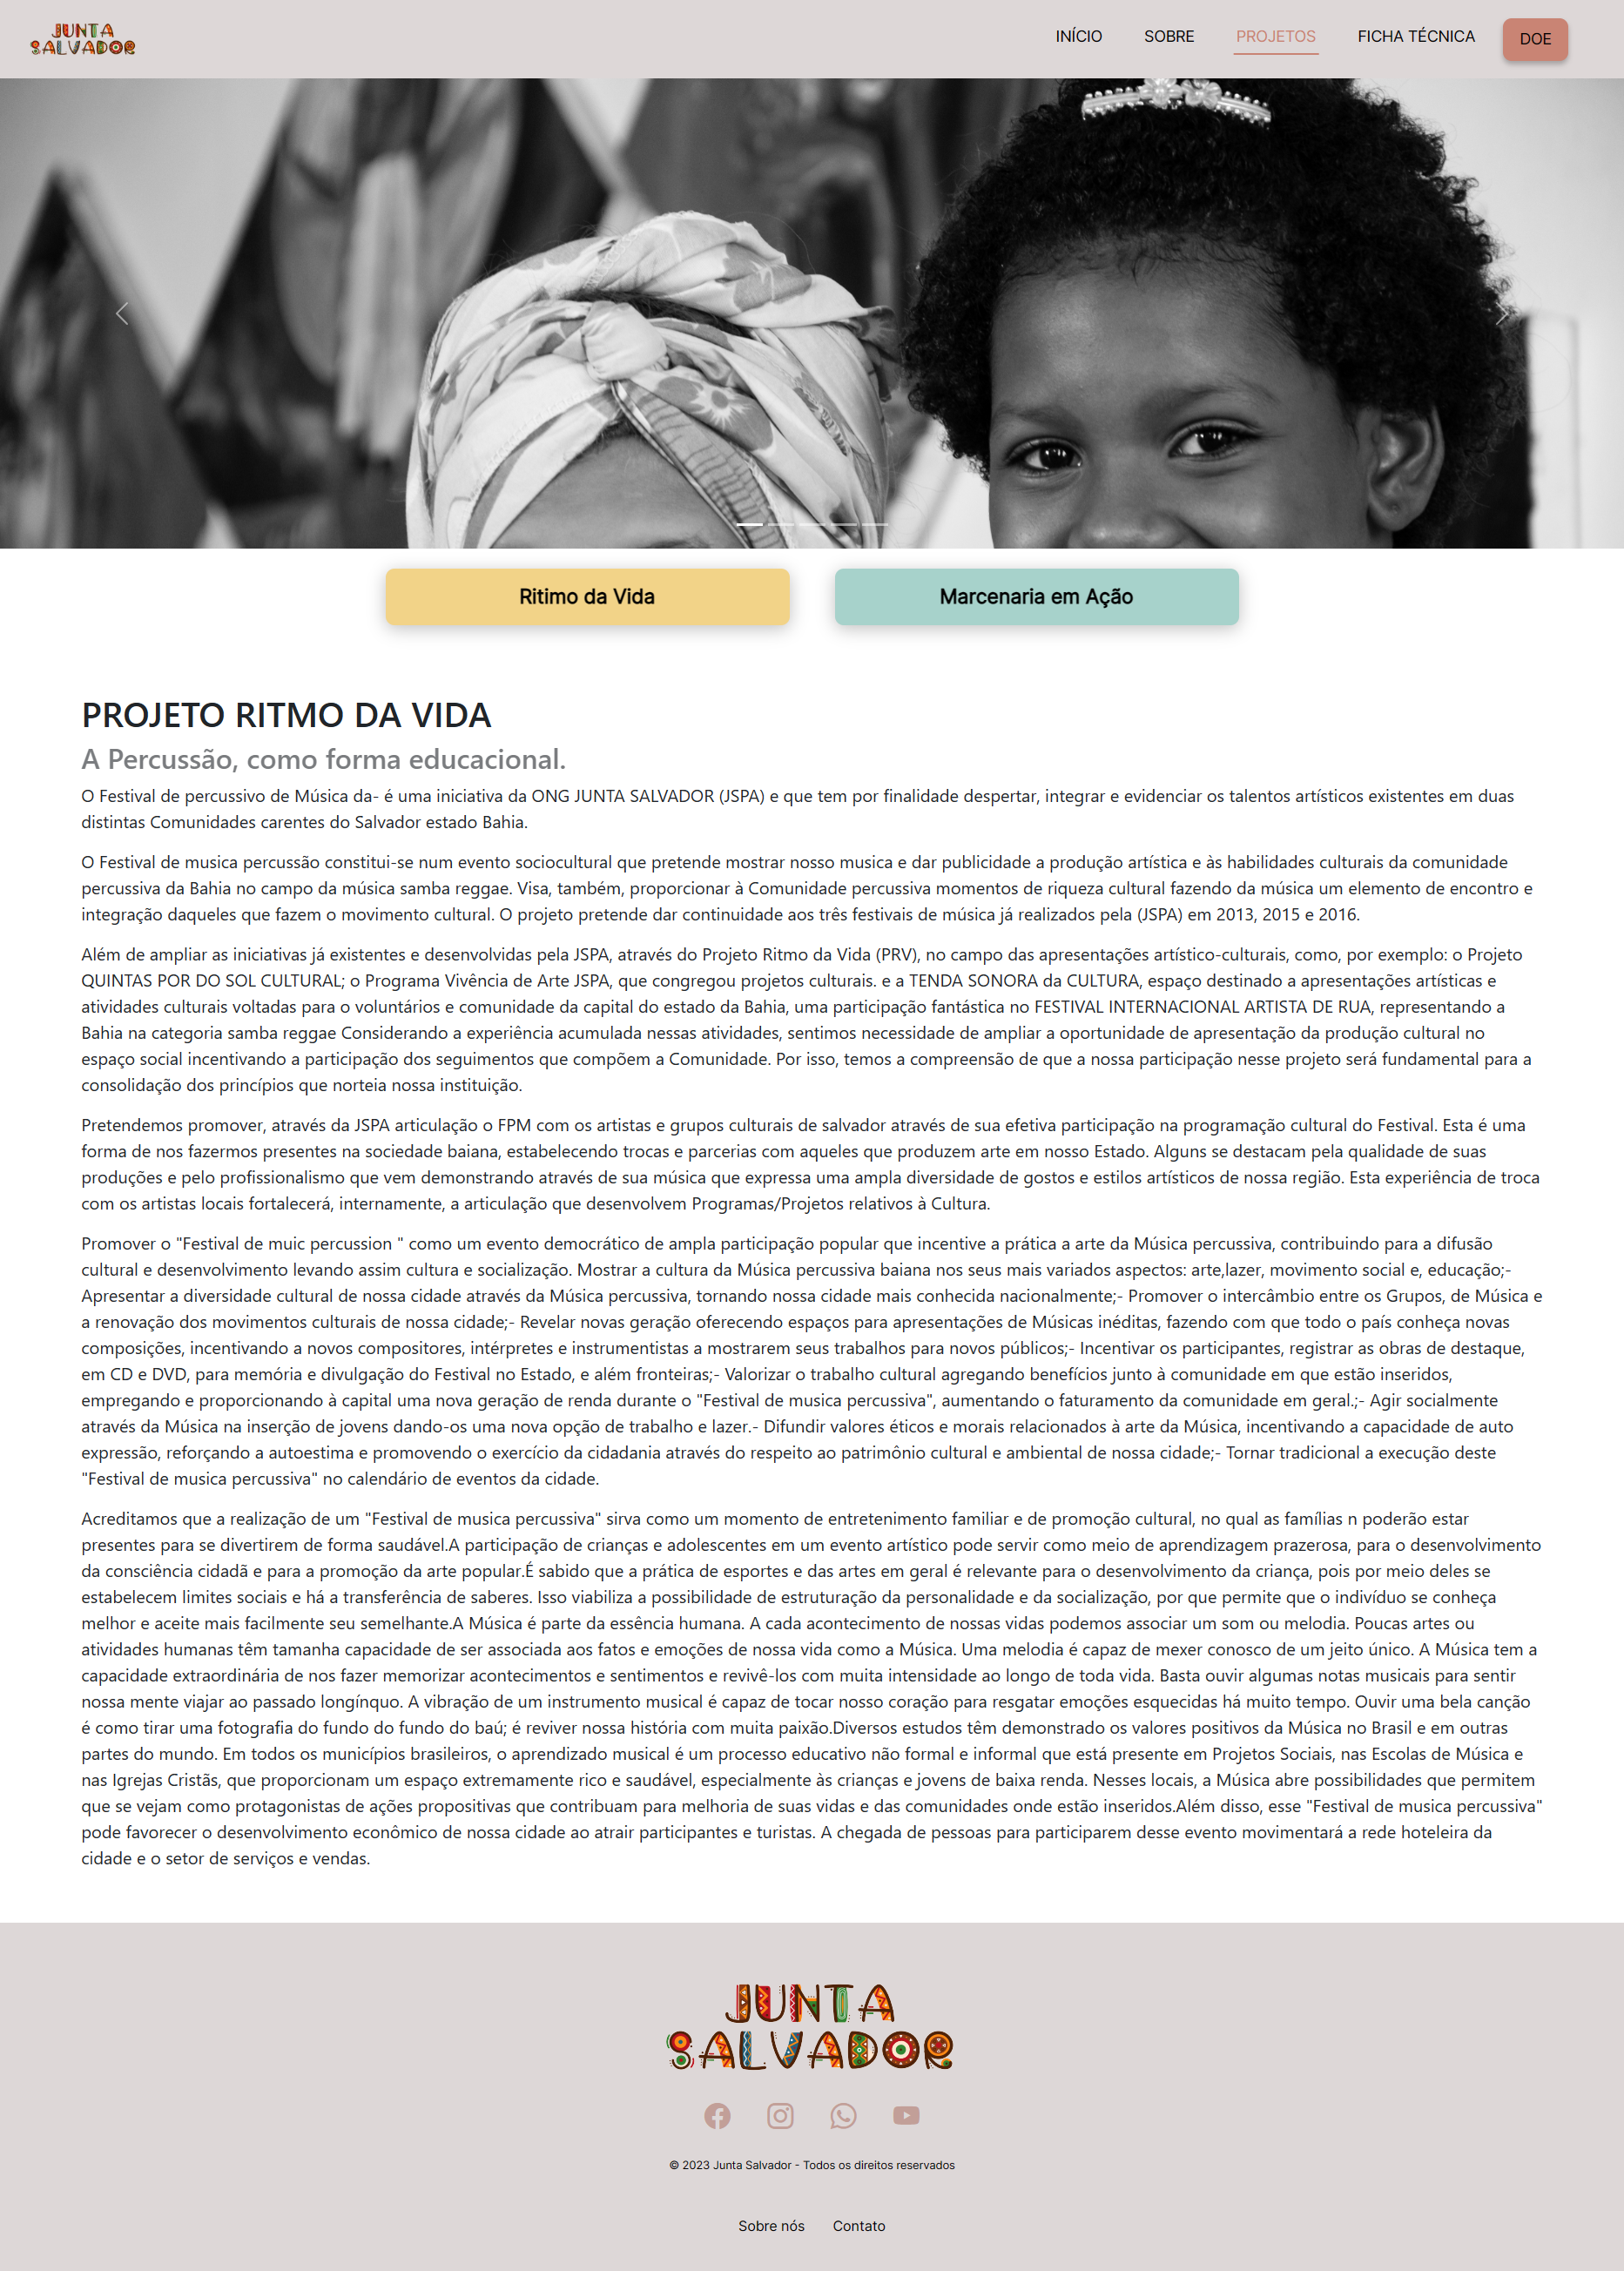 JUNTA
SALVADOR
INÍCIO
SOBRE
PROJETOS
FICHA TÉCNICA
DOE
Ritimo da Vida
Marcenaria em Ação
PROJETO RITMO DA VIDA
A Percussão, como forma educacional.
O Festival de percussivo de Música da- é uma iniciativa da ONG JUNTA SALVADOR (JSPA) e que tem por finalidade despertar, integrar e evidenciar os talentos artísticos existentes em duas
distintas Comunidades carentes do Salvador estado Bahia.
O Festival de musica percussão constitui-se num evento sociocultural que pretende mostrar nosso musica e dar publicidade a produção artística e às habilidades culturais da comunidade
percussiva da Bahia no campo da música samba reggae. Visa, também, proporcionar à Comunidade percussiva momentos de riqueza cultural fazendo da música um elemento de encontro e
integração daqueles que fazem o movimento cultural. O projeto pretende dar continuidade aos três festivais de música já realizados pela (JSPA) em 2013, 2015 e 2016.
Além de ampliar as iniciativas já existentes e desenvolvidas pela JSPA, através do Projeto Ritmo da Vida (PRV), no campo das apresentações artístico-culturais, como, por exemplo: o Projeto
QUINTAS POR DO SOL CULTURAL; o Programa Vivência de Arte JSPA, que congregou projetos culturais. e a TENDA SONORA da CULTURA, espaço destinado a apresentações artísticas e
atividades culturais voltadas para o voluntários e comunidade da capital do estado da Bahia, uma participação fantástica no FESTIVAL INTERNACIONAL ARTISTA DE RUA, representando a
Bahia na categoria samba reggae Considerando a experiência acumulada nessas atividades, sentimos necessidade de ampliar a oportunidade de apresentação da produção cultural no
espaço social incentivando a participação dos seguimentos que compõem a Comunidade. Por isso, temos a compreensão de que a nossa participação nesse projeto será fundamental para a
consolidação dos princípios que norteia nossa instituição.
Pretendemos promover, através da JSPA articulação o FPM com os artistas e grupos culturais de salvador através de sua efetiva participação na programação cultural do Festival. Esta é uma
forma de nos fazermos presentes na sociedade baiana, estabelecendo trocas e parcerias com aqueles que produzem arte em nosso Estado. Alguns se destacam pela qualidade de suas
produções e pelo profissionalismo que vem demonstrando através de sua música que expressa uma ampla diversidade de gostos e estilos artísticos de nossa região. Esta experiência de troca
com os artistas locais fortalecerá, internamente, a articulação que desenvolvem Programas/Projetos relativos à Cultura.
Promover o "Festival de muic percussion " como um evento democrático de ampla participação popular que incentive a prática a arte da Música percussiva, contribuindo para a difusão
cultural e desenvolvimento levando assim cultura e socialização. Mostrar a cultura da Música percussiva baiana nos seus mais variados aspectos: arte,lazer, movimento social e, educação;-
Apresentar a diversidade cultural de nossa cidade através da Música percussiva, tornando nossa cidade mais conhecida nacionalmente;- Promover o intercâmbio entre os Grupos, de Música e
a renovação dos movimentos culturais de nossa cidade;- Revelar novas geração oferecendo espaços para apresentações de Músicas inéditas, fazendo com que todo o país conheça novas
composições, incentivando a novos compositores, intérpretes e instrumentistas a mostrarem seus trabalhos para novos públicos;- Incentivar os participantes, registrar as obras de destaque,
em CD e DVD, para memória e divulgação do Festival no Estado, e além fronteiras;- Valorizar o trabalho cultural agregando benefícios junto à comunidade em que estão inseridos,
empregando e proporcionando à capital uma nova geração de renda durante o "Festival de musica percussiva", aumentando o faturamento da comunidade em geral.;- Agir socialmente
através da Música na inserção de jovens dando-os uma nova opção de trabalho e lazer.- Difundir valores éticos e morais relacionados à arte da Música, incentivando a capacidade de auto
expressão, reforçando a autoestima e promovendo o exercício da cidadania através do respeito ao patrimônio cultural e ambiental de nossa cidade;- Tornar tradicional a execução deste
"Festival de musica percussiva" no calendário de eventos da cidade.
Acreditamos que a realização de um "Festival de musica percussiva" sirva como um momento de entretenimento familiar e de promoção cultural, no qual as famílias n poderão estar
presentes para se divertirem de forma saudável.A participação de crianças e adolescentes em um evento artístico pode servir como meio de aprendizagem prazerosa, para o desenvolvimento
da consciência cidadã e para a promoção da arte popular.É sabido que a prática de esportes e das artes em geral é relevante para o desenvolvimento da criança, pois por meio deles se
estabelecem limites sociais e há a transferência de saberes. Isso viabiliza a possibilidade de estruturação da personalidade e da socialização, por que permite que o indivíduo se conheça
melhor e aceite mais facilmente seu semelhante.A Música é parte da essência humana. A cada acontecimento de nossas vidas podemos associar um som ou melodia. Poucas artes ou
atividades humanas têm tamanha capacidade de ser associada aos fatos e emoções de nossa vida como a Música. Uma melodia é capaz de mexer conosco de um jeito único. A Música tem a
capacidade extraordinária de nos fazer memorizar acontecimentos e sentimentos e revivê-los com muita intensidade ao longo de toda vida. Basta ouvir algumas notas musicais para sentir
nossa mente viajar ao passado longínquo. A vibração de um instrumento musical é capaz de tocar nosso coração para resgatar emoções esquecidas há muito tempo. Ouvir uma bela canção
é como tirar uma fotografia do fundo do fundo do baú; é reviver nossa história com muita paixão.Diversos estudos têm demonstrado os valores positivos da Música no Brasil e em outras
partes do mundo. Em todos os municípios brasileiros, o aprendizado musical é um processo educativo não formal e informal que está presente em Projetos Sociais, nas Escolas de Música e
nas Igrejas Cristãs, que proporcionam um espaço extremamente rico e saudável, especialmente às crianças e jovens de baixa renda. Nesses locais, a Música abre possibilidades que permitem
que se vejam como protagonistas de ações propositivas que contribuam para melhoria de suas vidas e das comunidades onde estão inseridos.Além disso, esse "Festival de musica percussiva"
pode favorecer o desenvolvimento econômico de nossa cidade ao atrair participantes e turistas. A chegada de pessoas para participarem desse evento movimentará a rede hoteleira da
cidade e o setor de serviços e vendas.
JUNTA
SALVADOR
© 2023 Junta Salvador - Todos os direitos reservados
Sobre nós
Contato